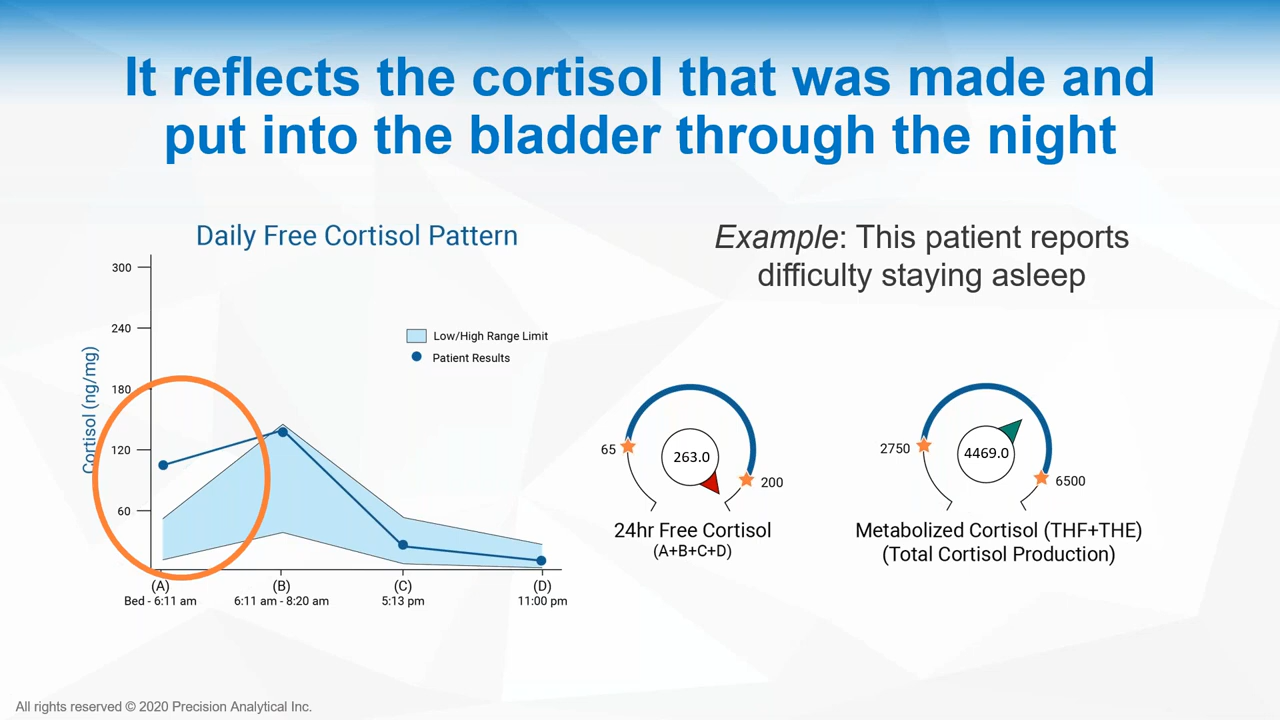 It reflects the cortisol that was made and
put into the bladder through the night
Daily Free Cortisol Pattern
Cortisol (ng/mg)
300
240
180
120
60
Low/High Range Limit
Patient Results
(A)
Bed - 6:11 am
(B)
6:11 am - 8:20 am
(C)
5:13 pm
(D)
11:00 pm
Example: This patient reports
difficulty staying asleep
65
263.0
200
24hr Free Cortisol
(A+B+C+D)
2750
4469.0
6500
Metabolized Cortisol (THF+THE)
(Total Cortisol Production)
All rights reserved © 2020 Precision Analytical Inc.